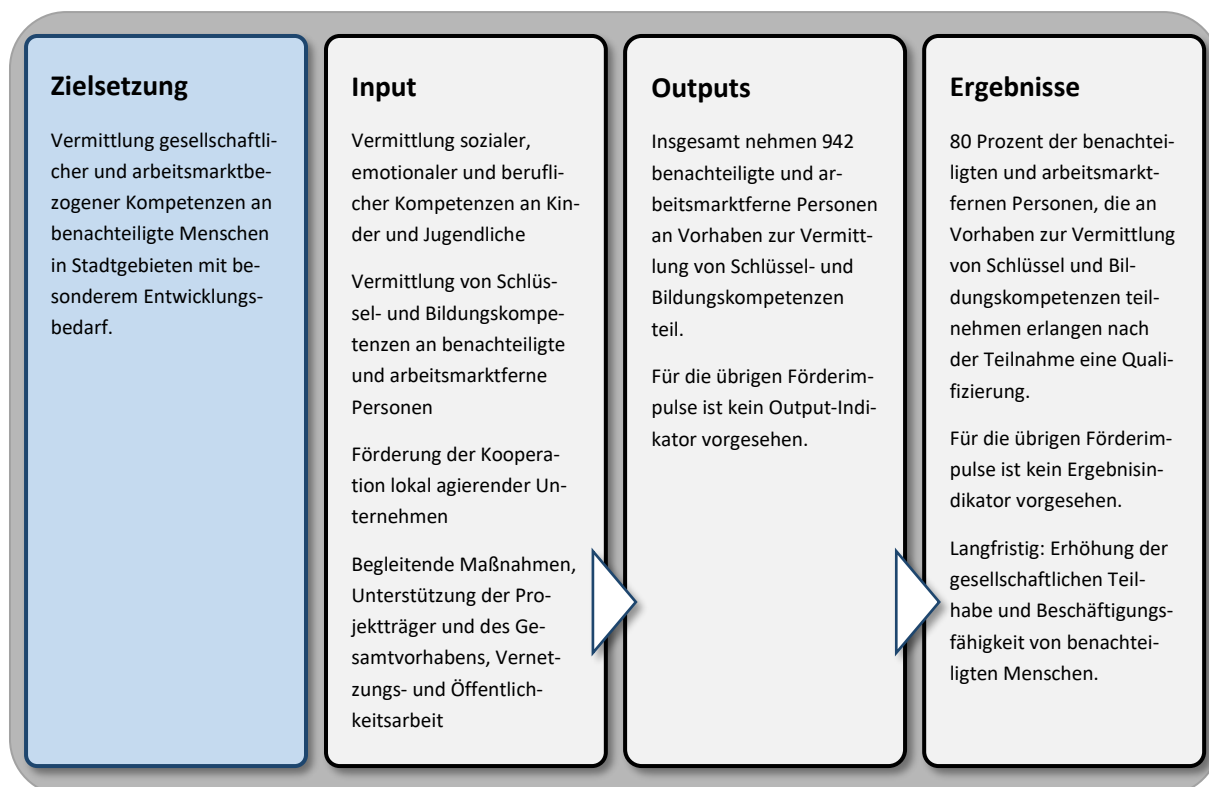 Zielsetzung
Vermittlung gesellschaftli-
cher und arbeitsmarktbe-
zogener Kompetenzen an
benachteiligte Menschen
in Stadtgebieten mit be-
sonderem Entwicklungs-
bedarf.
Input
Vermittlung sozialer,
emotionaler und berufli-
cher Kompetenzen an Kin-
der und Jugendliche
Vermittlung von Schlüs-
sel- und Bildungskompe-
tenzen an benachteiligte
und arbeitsmarktferne
Personen
Förderung der Koopera-
tion lokal agierender Un-
ternehmen
Begleitende Maßnahmen,
Unterstützung der Pro-
jektträger und des Ge-
samtvorhabens, Vernet-
zungs- und Öffentlich-
keitsarbeit
Outputs
Insgesamt nehmen 942
benachteiligte und ar-
beitsmarktferne Personen
an Vorhaben zur Vermitt-
lung von Schlüssel- und
Bildungskompetenzen
teil.
Für die übrigen Förderim-
pulse ist kein Output-Indi-
kator vorgesehen.
Ergebnisse
80 Prozent der benachtei-
ligten und arbeitsmarkt-
fernen Personen, die an
Vorhaben zur Vermittlung
von Schlüssel und Bil-
dungskompetenzen teil-
nehmen erlangen nach
der Teilnahme eine Quali-
fizierung.
Für die übrigen Förderim-
pulse ist kein Ergebnisin-
dikator vorgesehen.
Langfristig: Erhöhung der
gesellschaftlichen Teil-
habe und Beschäftigungs-
fähigkeit von benachtei-
ligten Menschen.